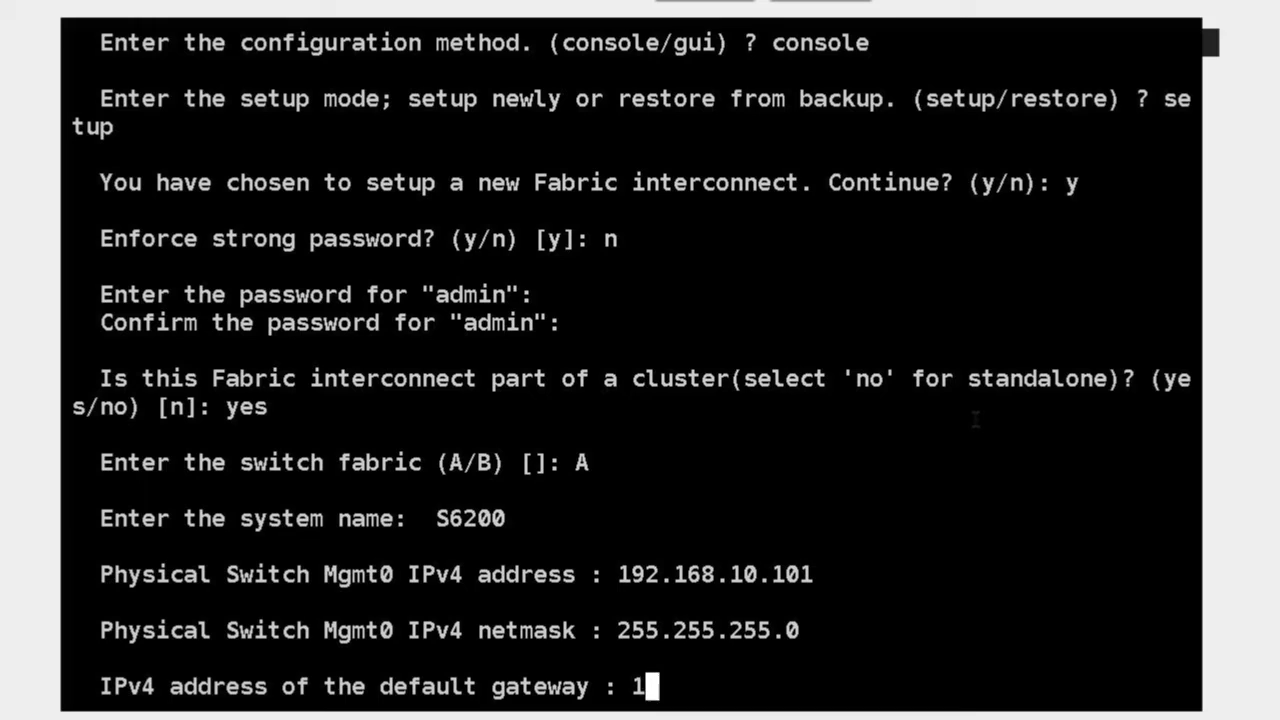 Enter the configuration method. (console/gui) ? console
Enter the setup mode; setup newly or restore from backup. (setup/restore) ? se
tup
You have chosen to setup a new Fabric interconnect. Continue? (y/n): y
Enforce strong password? (y/n) [y]: n
Enter the password for "admin":
Confirm the password for "admin":
Is this Fabric interconnect part of a cluster(select 'no' for standalone)? (ye
s/no) [n]: yes
Enter the switch fabric (A/B) []: A
Enter the system name:  S6200
Physical Switch Mgmt0 IPv4 address : 192.168.10.101
Physical Switch Mgmt0 IPv4 netmask : 255.255.255.0
IPv4 address of the default gateway : 1